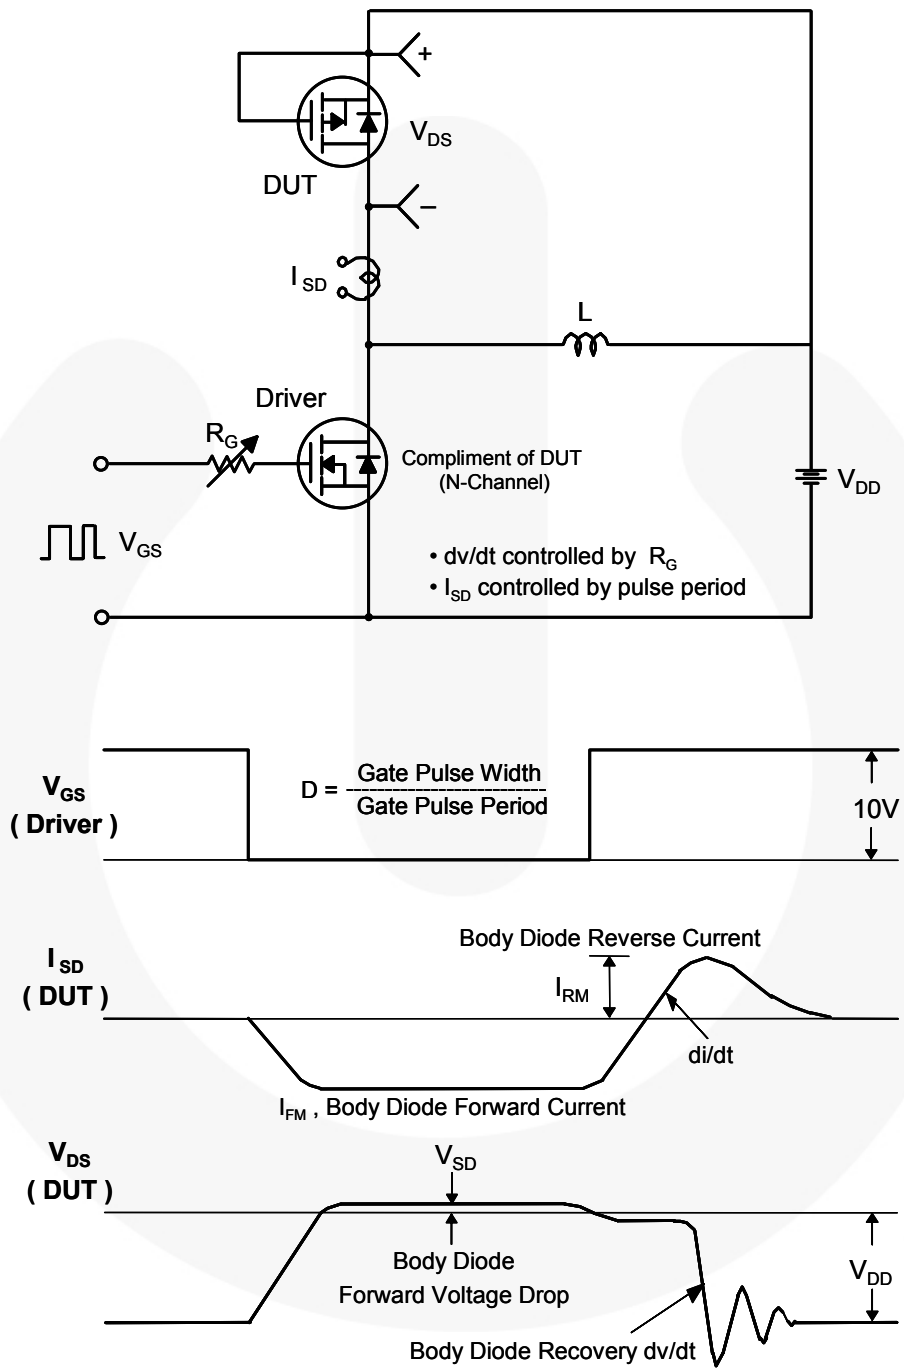 +
V_DS
DUT
−
I_SD
L
Driver
R_G
Compliment of DUT
(N-Channel)
V_DD
V_GS
• dv/dt controlled by R_G
• I_SD controlled by pulse period
V_GS
( Driver )
D = Gate Pulse Width
Gate Pulse Period
10V
I_SD
( DUT )
Body Diode Reverse Current
I_RM
di/dt
I_FM , Body Diode Forward Current
V_DS
( DUT )
V_SD
Body Diode
Forward Voltage Drop
V_DD
Body Diode Recovery dv/dt